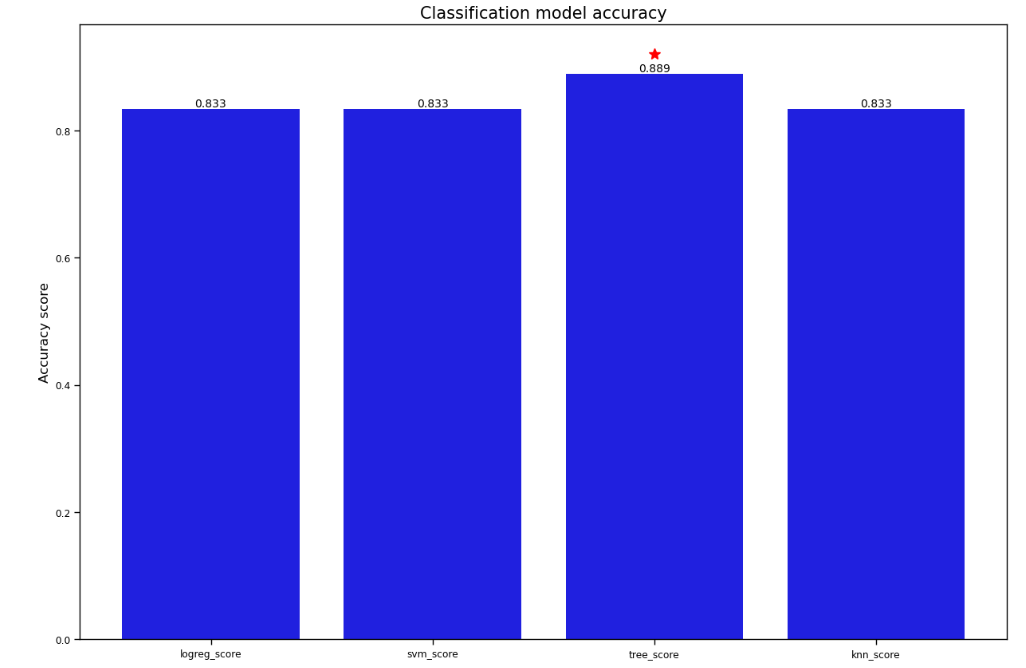 Classification model accuracy
0.833
0.833
0.889
0.833
Accuracy score
0.8
0.6
0.4
0.2
0.0
logreg_score
svm_score
tree_score
knn_score